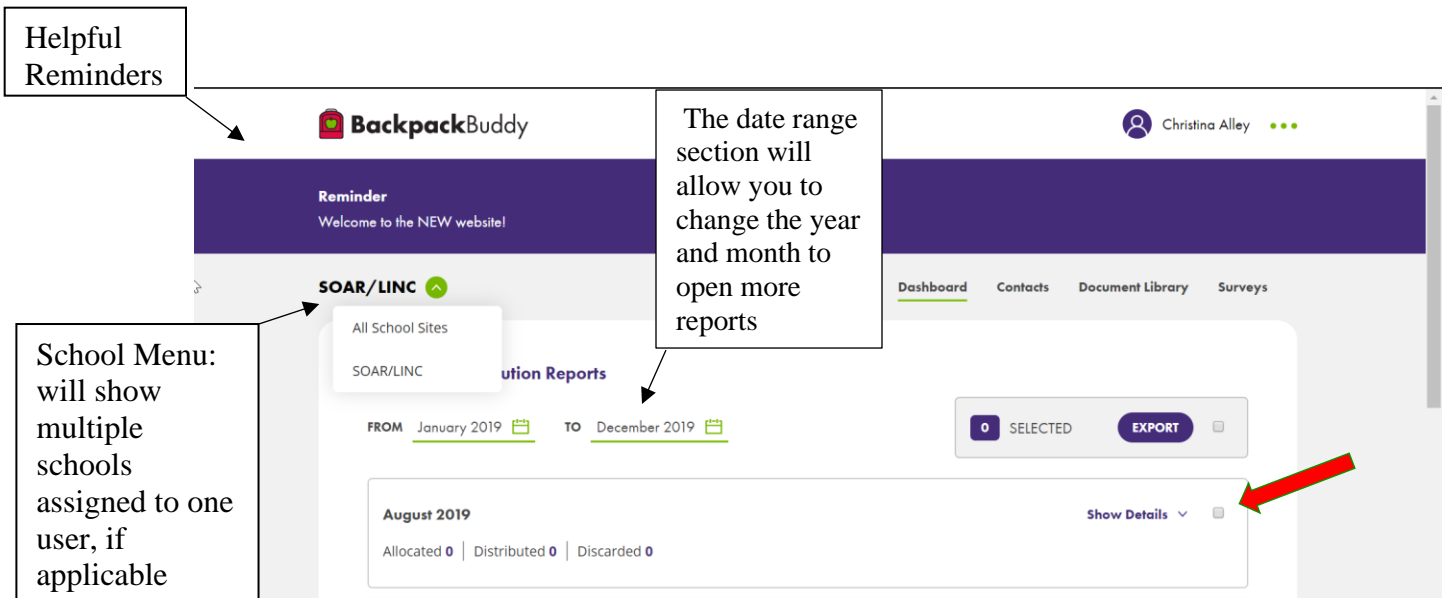 Helpful
Reminders
BackpackBuddy
Christina Alley
The date range
section will
allow you to
change the year
and month to
open more
reports
Reminder
Welcome to the NEW website!
SOAR/LINC
Dashboard Contacts Document Library Surveys
All School Sites
SOAR/LINC
ution Reports
School Menu:
will show
multiple
schools
assigned to one
user, if
applicable
FROM January 2019 TO December 2019
0 SELECTED EXPORT
August 2019
Show Details
Allocated 0 | Distributed 0 | Discarded 0